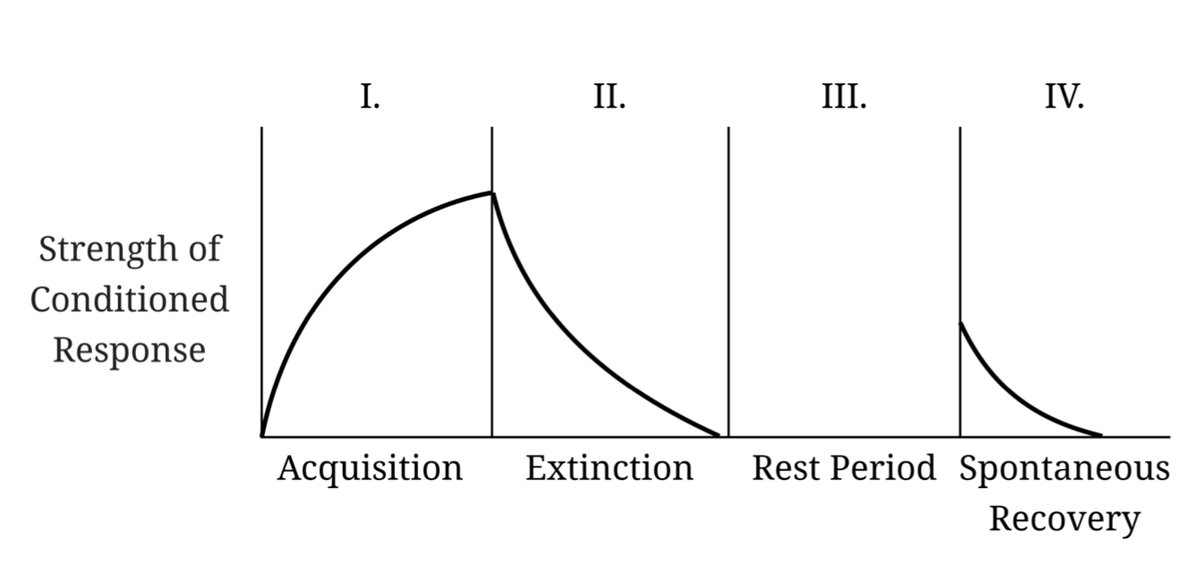 I.
II.
III.
IV.
Strength of
Conditioned
Response
Acquisition
Extinction
Rest Period
Spontaneous
Recovery